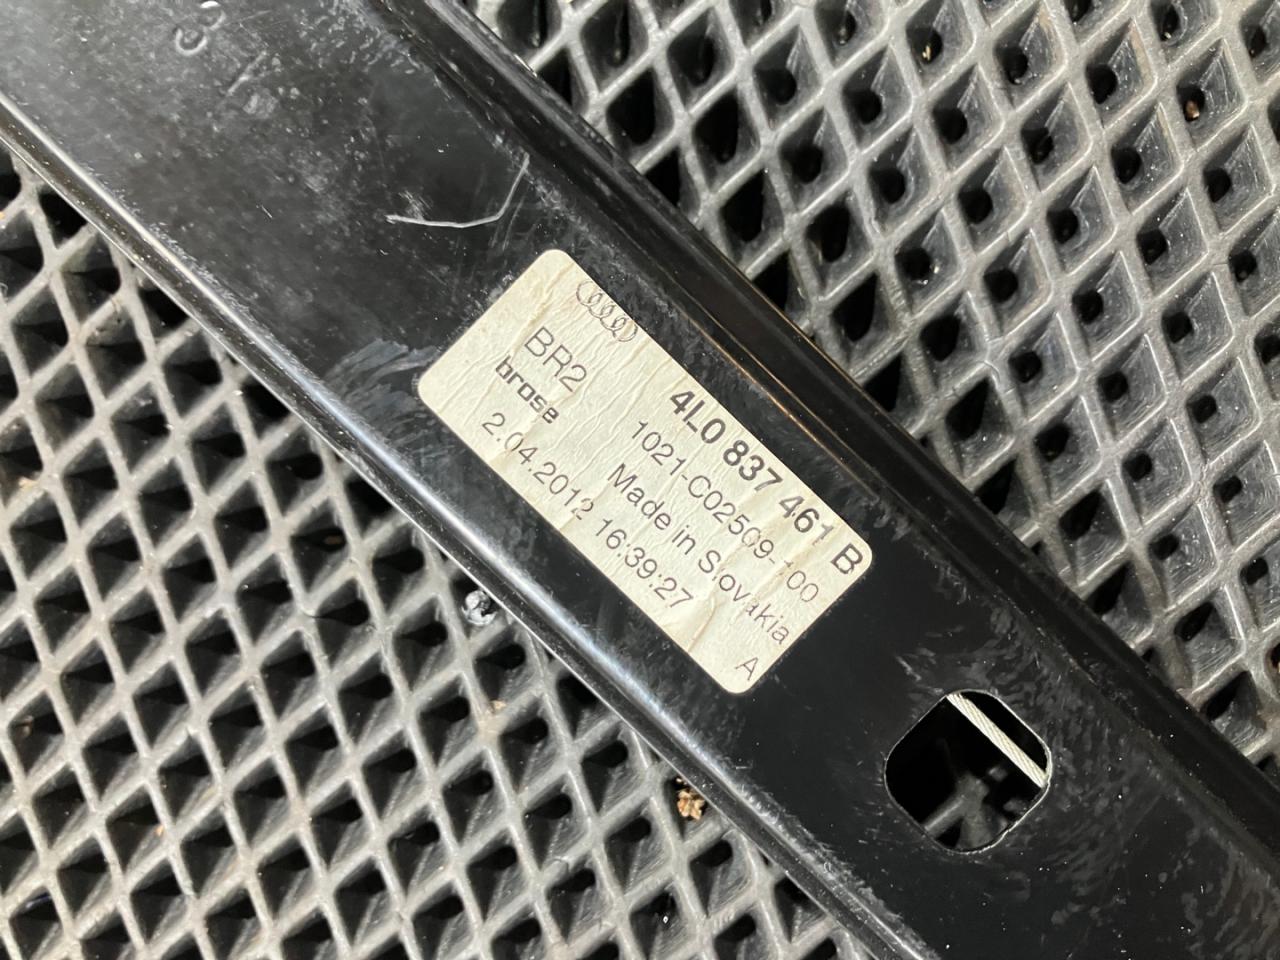 BR2
4L0 837 461 B
brose
1021-C02509-100
2.04.2012 16:39:27
Made in Slovakia
A